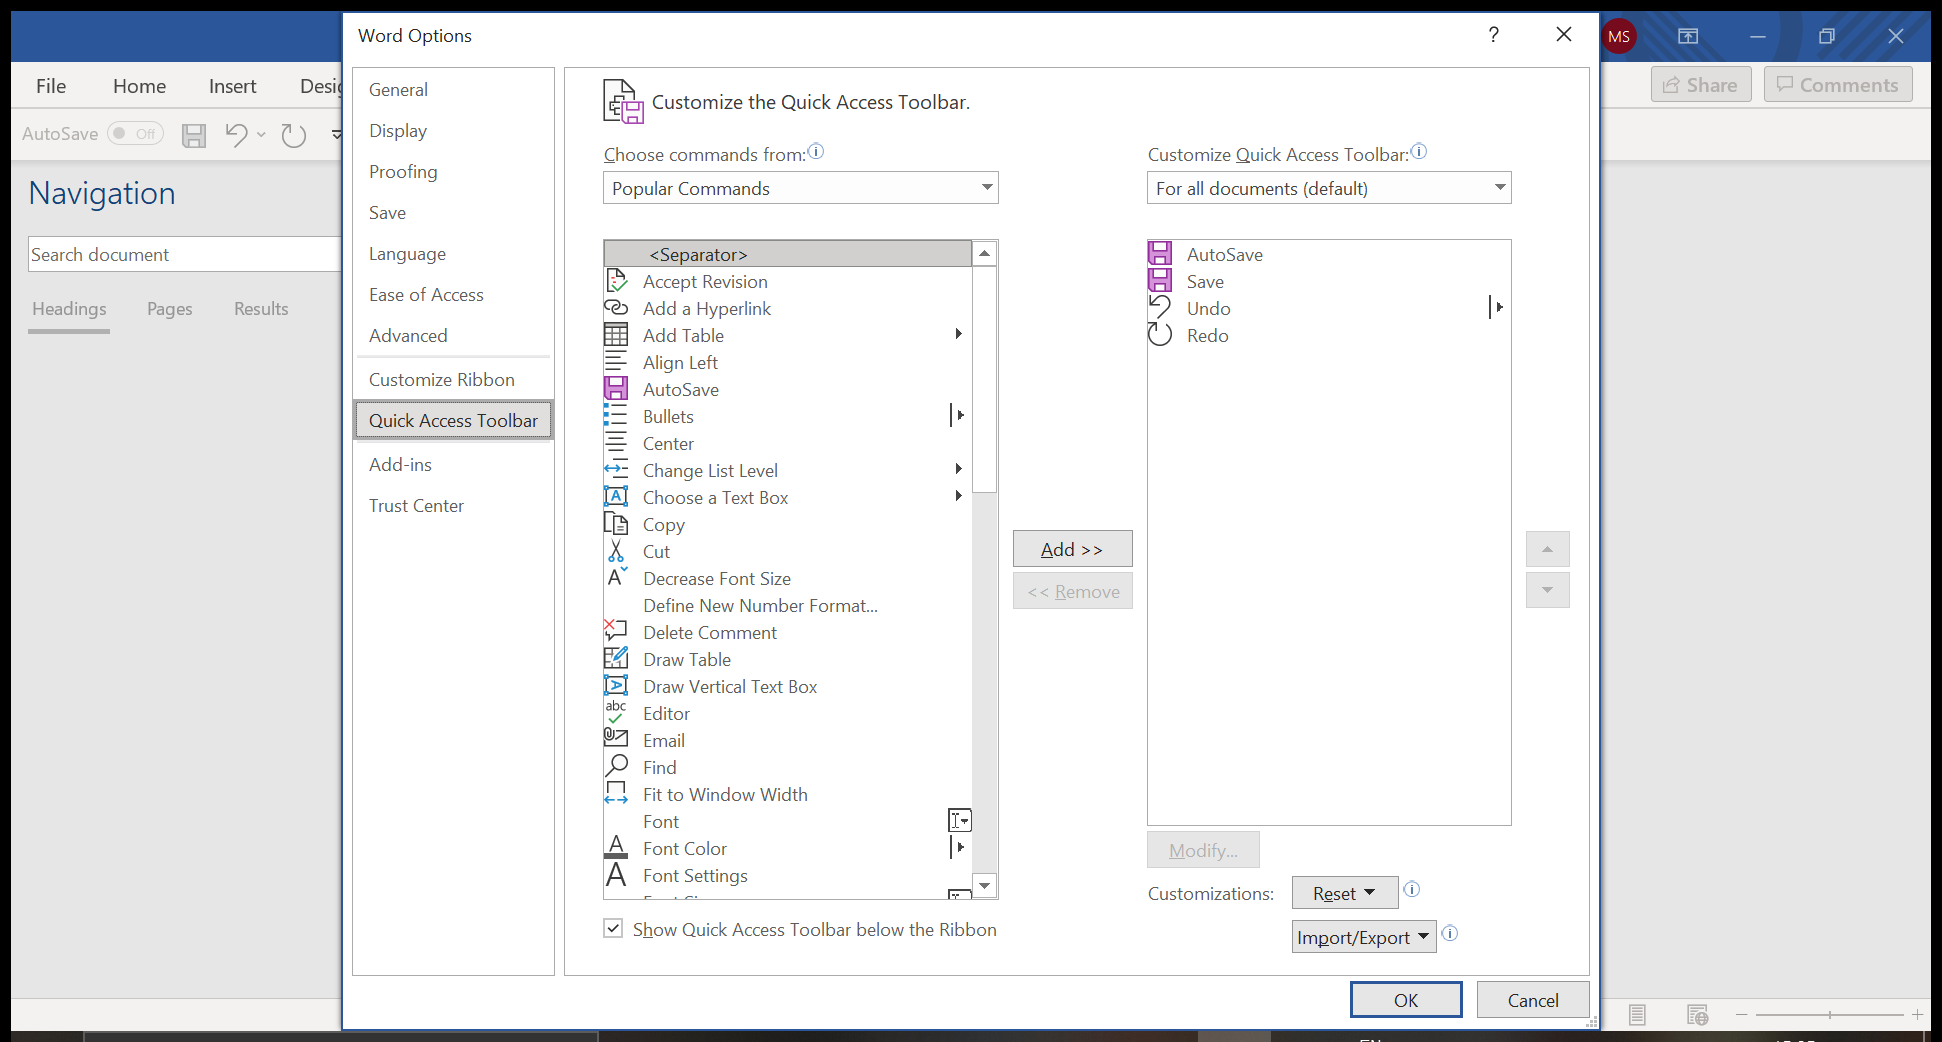 Word Options
?
MS
File
Home
Insert
Desig
Share
Comments
AutoSave
Off
Navigation
Search document
Headings
Pages
Results
General
Display
Proofing
Save
Language
Ease of Access
Advanced
Customize Ribbon
Quick Access Toolbar
Add-ins
Trust Center
Customize the Quick Access Toolbar.
Choose commands from:
Popular Commands
<Separator>
Accept Revision
Add a Hyperlink
Add Table
Align Left
AutoSave
Bullets
Center
Change List Level
Choose a Text Box
Copy
Cut
Decrease Font Size
Define New Number Format...
Delete Comment
Draw Table
Draw Vertical Text Box
abc
Editor
Email
Find
Fit to Window Width
Font
Font Color
Font Settings
Show Quick Access Toolbar below the Ribbon
Add >>
<< Remove
Customize Quick Access Toolbar:
For all documents (default)
AutoSave
Save
Undo
Redo
Modify...
Customizations:
Reset
Import/Export
OK
Cancel